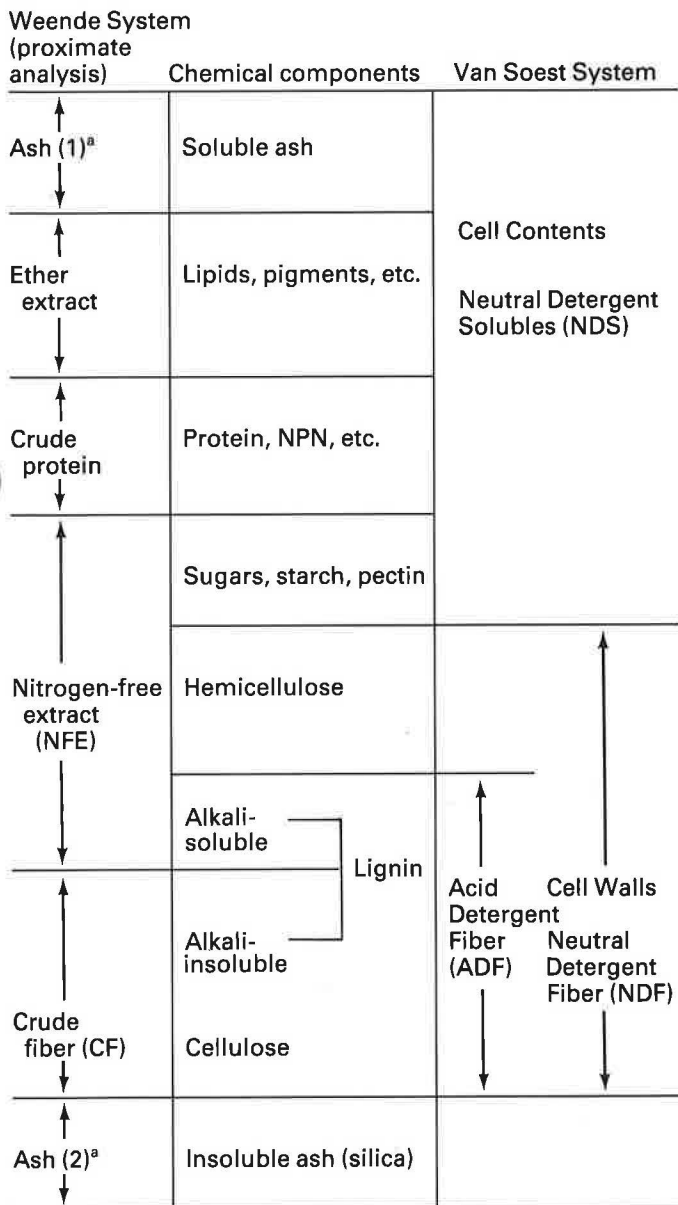 Weende System
(proximate
analysis)
Chemical components
Van Soest System
Ash (1)ª
Soluble ash
Cell Contents
Ether
extract
Lipids, pigments, etc.
Neutral Detergent
Solubles (NDS)
Crude
protein
Protein, NPN, etc.
Sugars, starch, pectin
Nitrogen-free
extract
(NFE)
Hemicellulose
Alkali-
soluble
Lignin
Alkali-
insoluble
Acid
Detergent
Fiber
(ADF)
Cell Walls
Neutral
Detergent
Fiber (NDF)
Crude
fiber (CF)
Cellulose
Ash (2)ª
Insoluble ash (silica)